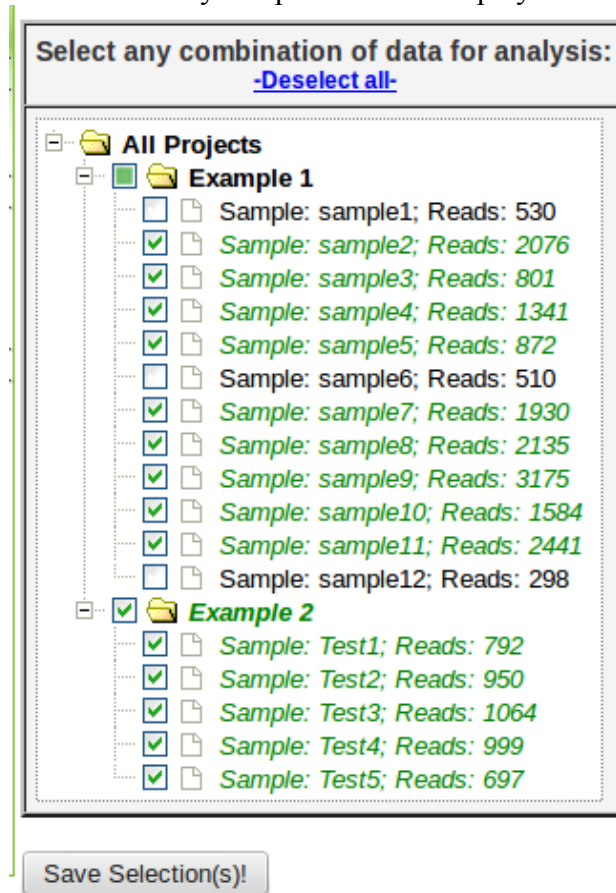 Select any combination of data for analysis:
-Deselect all-
All Projects
Example 1
Sample: sample1; Reads: 530
Sample: sample2; Reads: 2076
Sample: sample3; Reads: 801
Sample: sample4; Reads: 1341
Sample: sample5; Reads: 872
Sample: sample6; Reads: 510
Sample: sample7; Reads: 1930
Sample: sample8; Reads: 2135
Sample: sample9; Reads: 3175
Sample: sample10; Reads: 1584
Sample: sample11; Reads: 2441
Sample: sample12; Reads: 298
Example 2
Sample: Test1; Reads: 792
Sample: Test2; Reads: 950
Sample: Test3; Reads: 1064
Sample: Test4; Reads: 999
Sample: Test5; Reads: 697
Save Selection(s)!